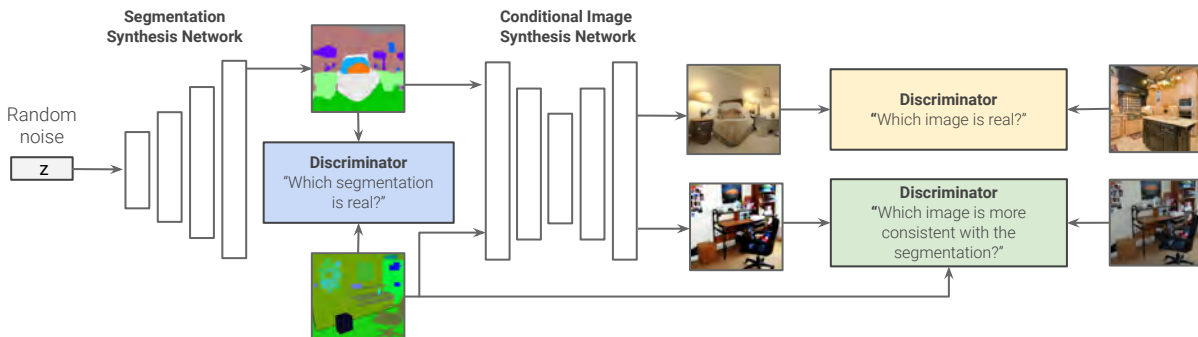 Segmentation
Synthesis Network
Conditional Image
Synthesis Network
Random
noise
z
Discriminator
"Which segmentation
is real?"
Discriminator
"Which image is real?"
Discriminator
"Which image is more
consistent with the
segmentation?"